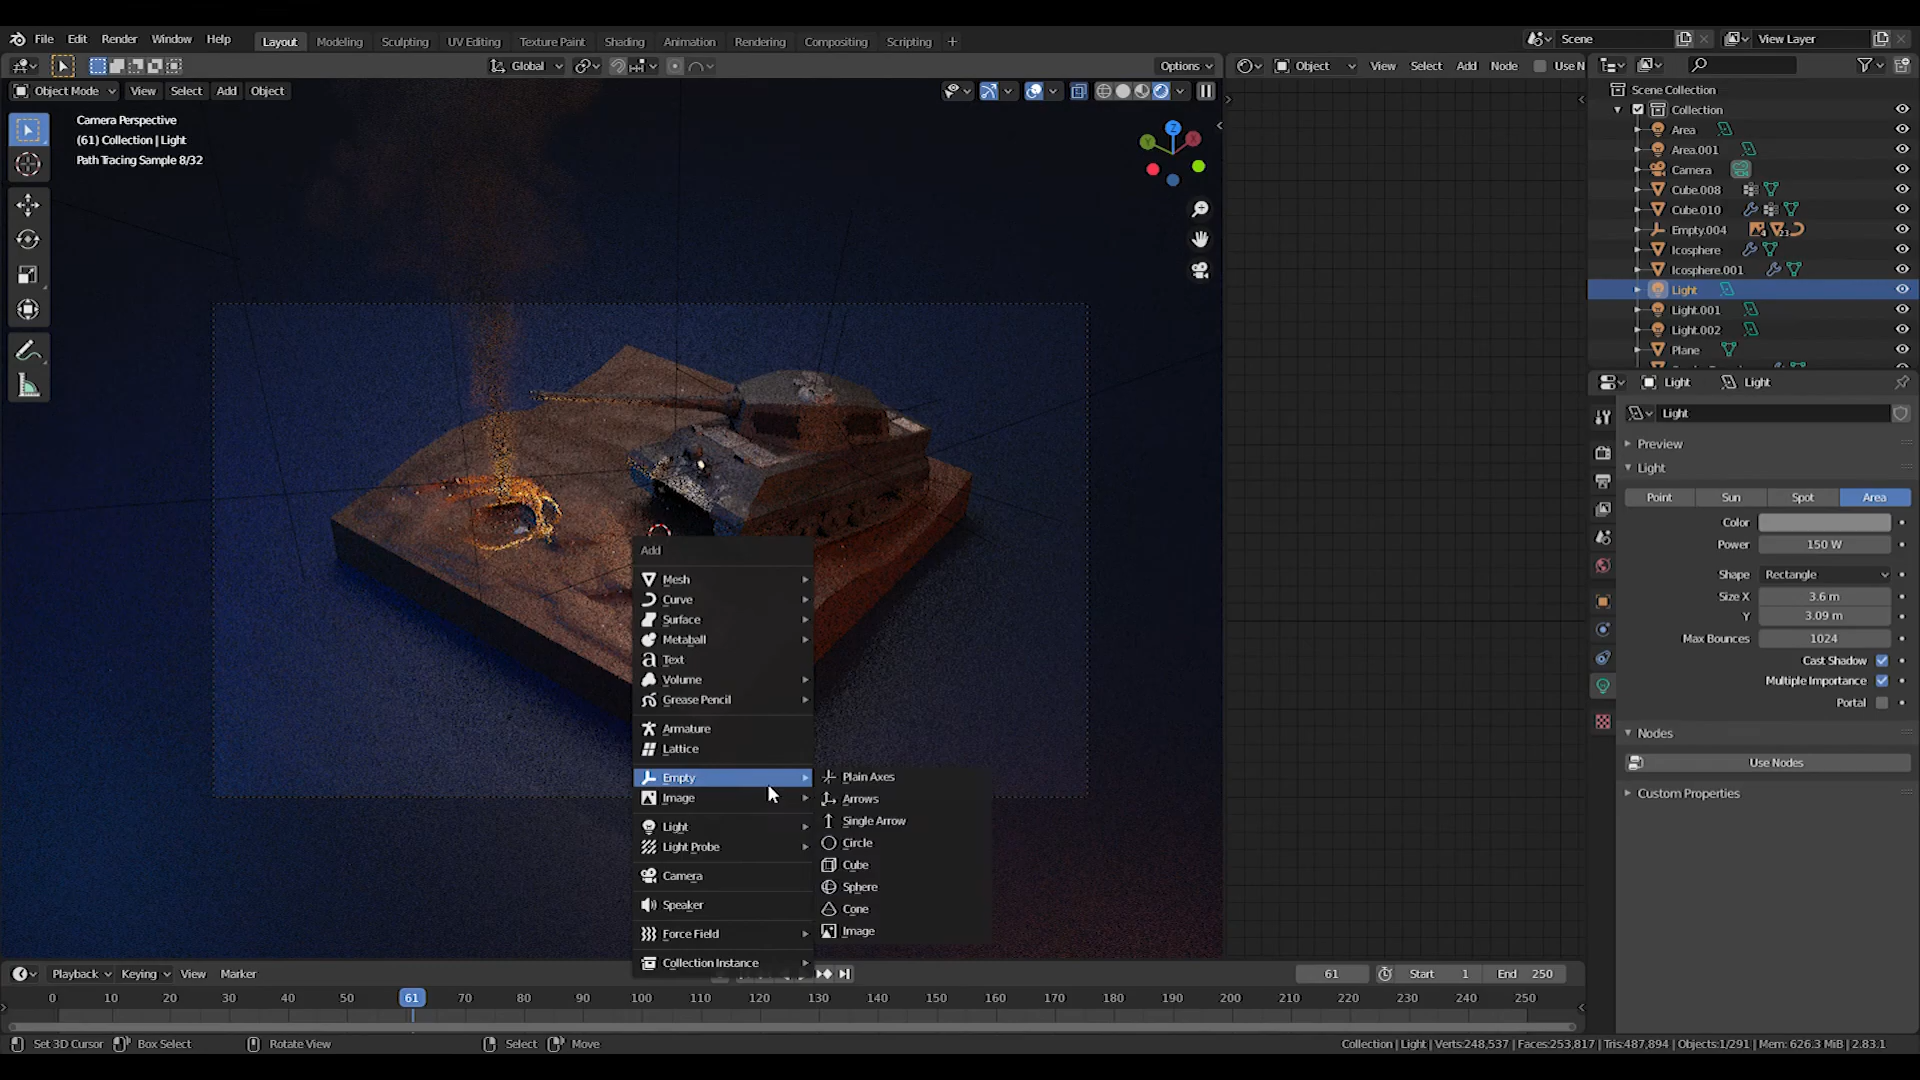 File Edit Render Window Help Layout Modeling Sculpting UV Editing Texture Paint Shading Animation Rendering Compositing Scripting + Scene View Layer
Global Options Object View Select Add Node Use N
Object Mode View Select Add Object
Camera Perspective
(61) Collection | Light
Path Tracing Sample 8/32
Z
Y
X
Scene Collection
Collection
Area
Area.001
Camera
Cube.008
Cube.010
Empty.004 4 23
Icosphere
Icosphere.001
Light
Light.001
Light.002
Plane
Light Light
Light
Preview
Light
Point Sun Spot Area
Color
Power 150 W
Shape Rectangle
Size X 3.6 m
Y 3.09 m
Max Bounces 1024
Cast Shadow
Multiple Importance
Portal
Nodes
Use Nodes
Custom Properties
Add
Mesh
Curve
Surface
Metaball
Text
Volume
Grease Pencil
Armature
Lattice
Empty
Image
Light
Light Probe
Camera
Speaker
Force Field
Collection Instance
Plain Axes
Arrows
Single Arrow
Circle
Cube
Sphere
Cone
Image
Playback Keying View Marker 61 Start 1 End 250
0 10 20 30 40 50 61 70 80 90 100 110 120 130 140 150 160 170 180 190 200 210 220 230 240 250
Set 3D Cursor Box Select Rotate View Select Move Collection | Light | Verts:248,537 | Faces:253,817 | Tris:487,894 | Objects:1/291 | Mem: 626.3 MiB | 2.83.1